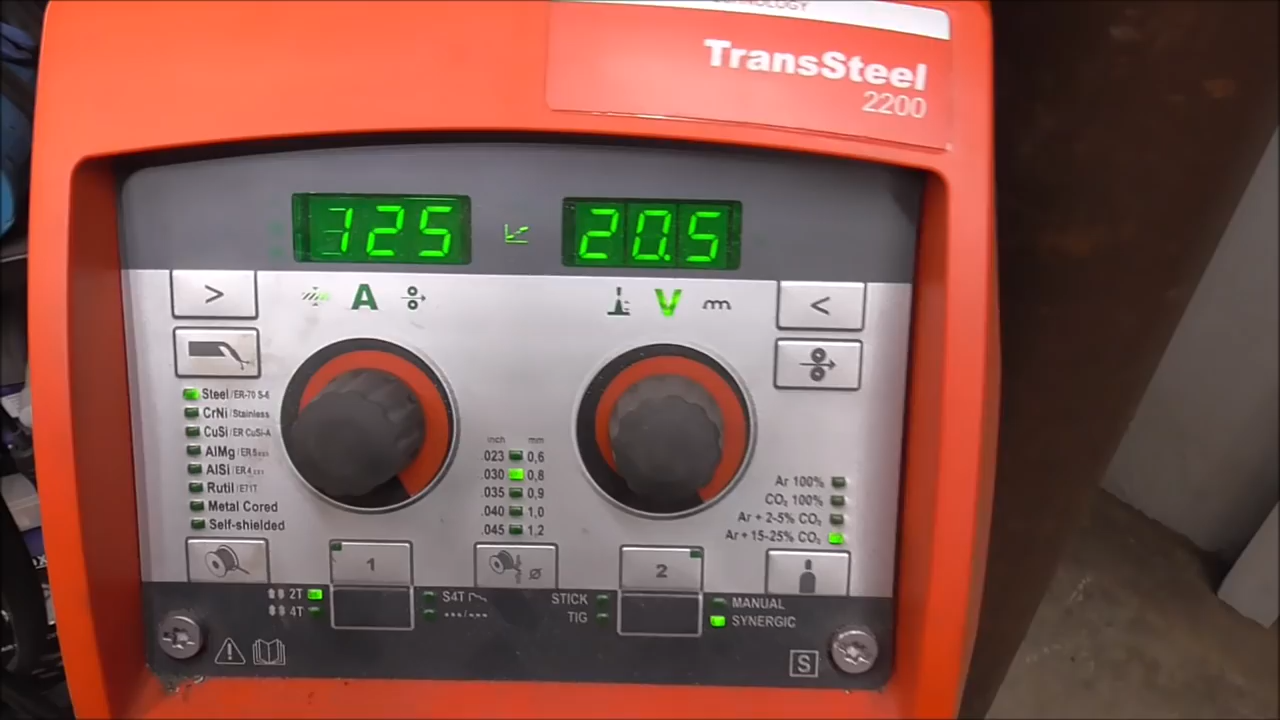 TransSteel
2200
125
20.5
>
A
V
<
Steel/ER-70 S-6
CrNi/Stainless
CuSi/ER CuSi-A
AlMg/ER
AlSi/ER
Rutil/E71T
Metal Cored
Self-shielded
inch mm
.023 0,6
.030 0,8
.035 0,9
.040 1,0
.045 1,2
Ar 100%
CO₂ 100%
Ar + 2-5% CO₂
Ar + 15-25% CO₂
1
Ø
2
2T
4T
S4T
STICK
TIG
MANUAL
SYNERGIC
S